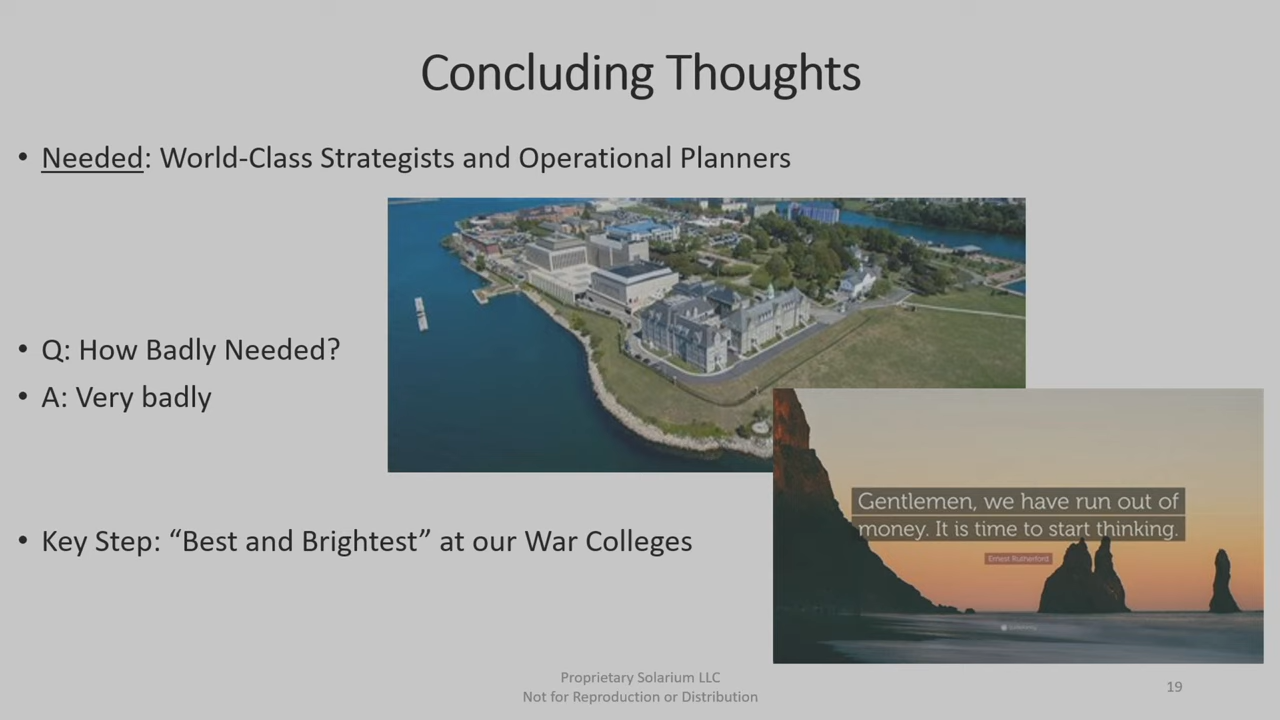 Concluding Thoughts
• Needed: World-Class Strategists and Operational Planners
• Q: How Badly Needed?
• A: Very badly
Gentlemen, we have run out of
money. It is time to start thinking.
Ernest Rutherford
• Key Step: “Best and Brightest” at our War Colleges
Proprietary Solarium LLC
Not for Reproduction or Distribution
19